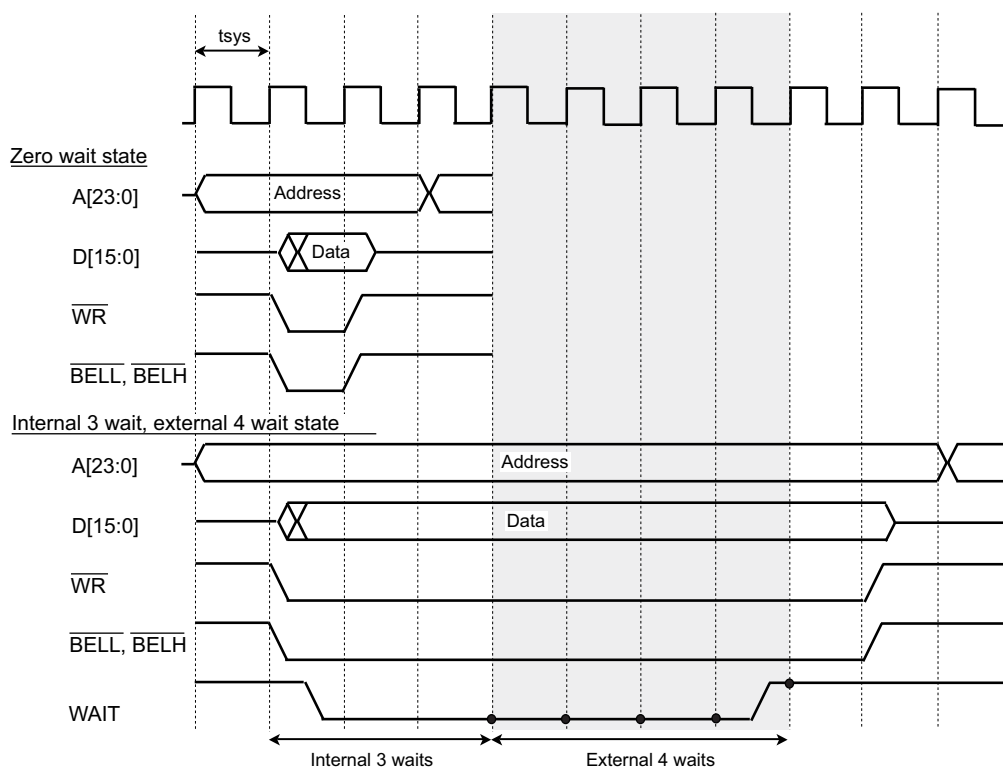 tsys
Zero wait state
A[23:0]
Address
D[15:0]
Data
WR
BELL, BELH
Internal 3 wait, external 4 wait state
A[23:0]
Address
D[15:0]
Data
WR
BELL, BELH
WAIT
Internal 3 waits
External 4 waits